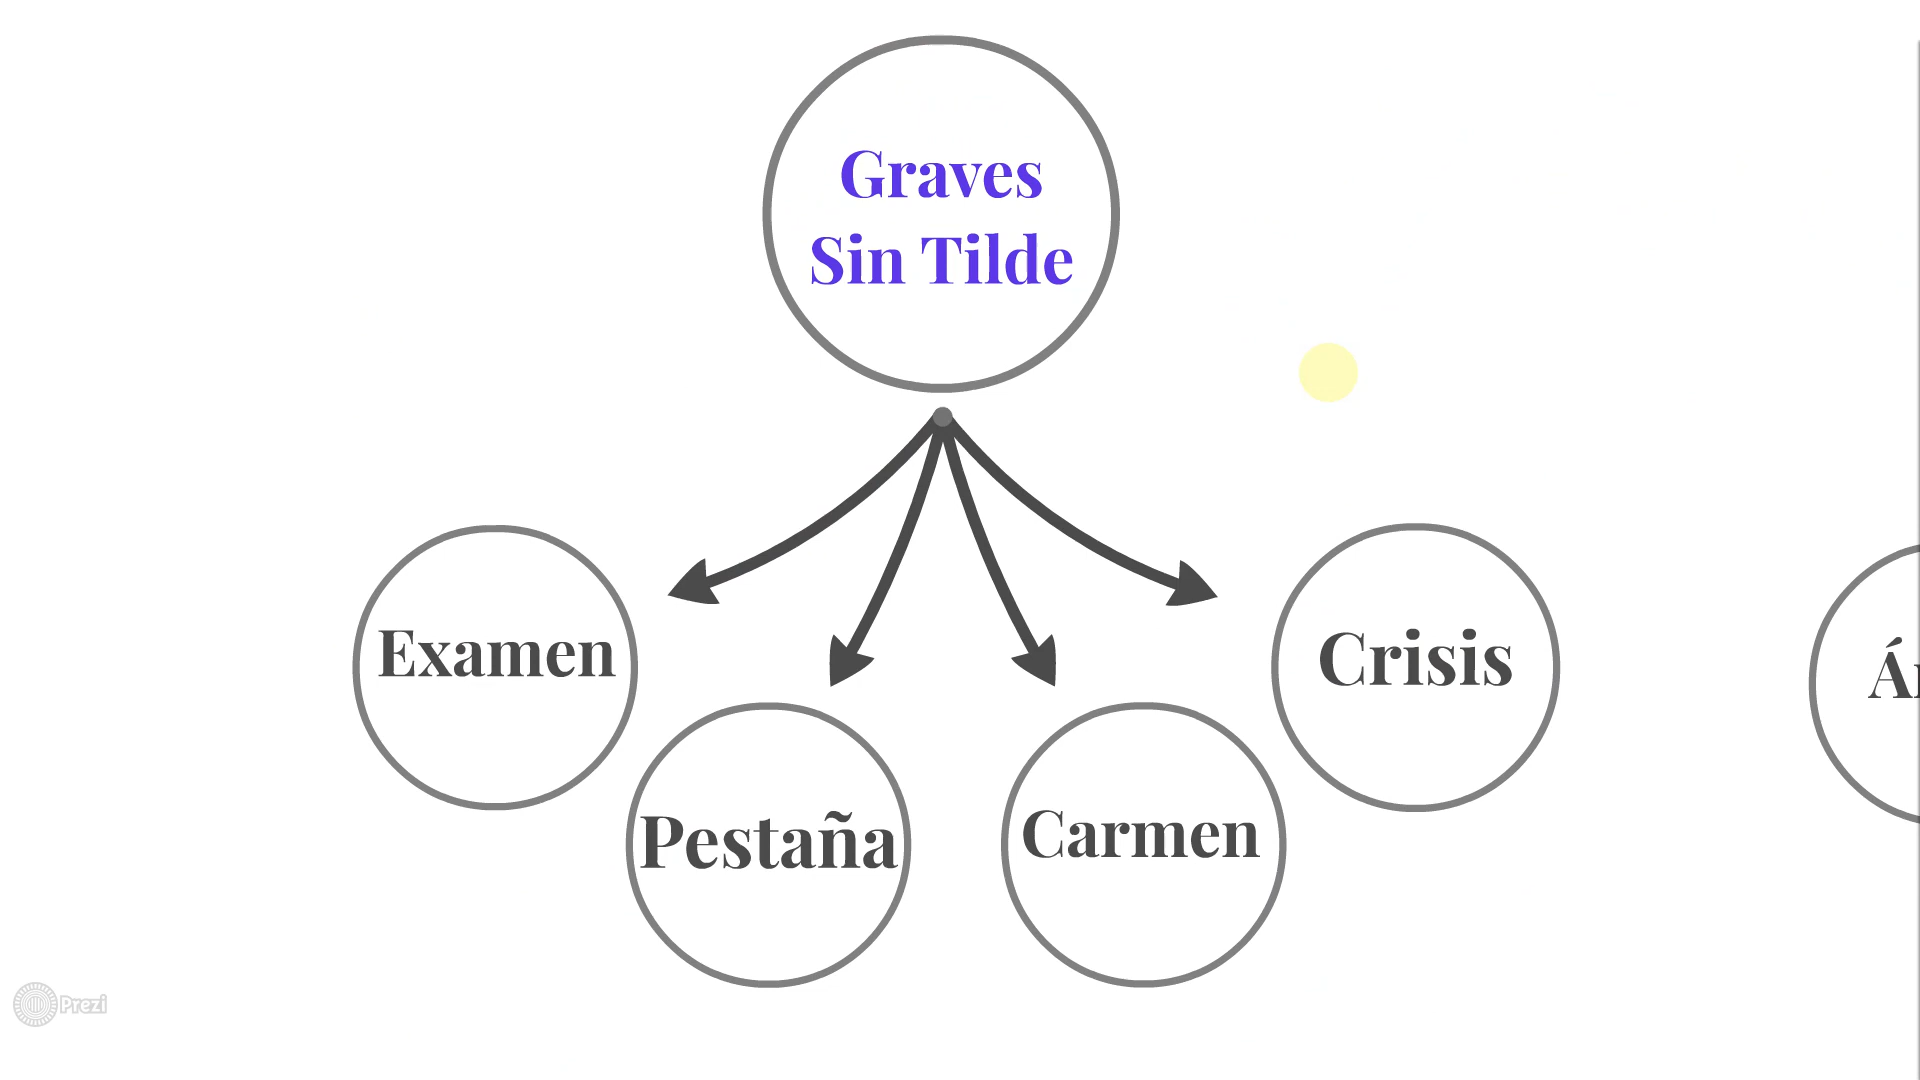 Graves
Sin Tilde
Examen
Pestaña
Carmen
Crisis
Prezi